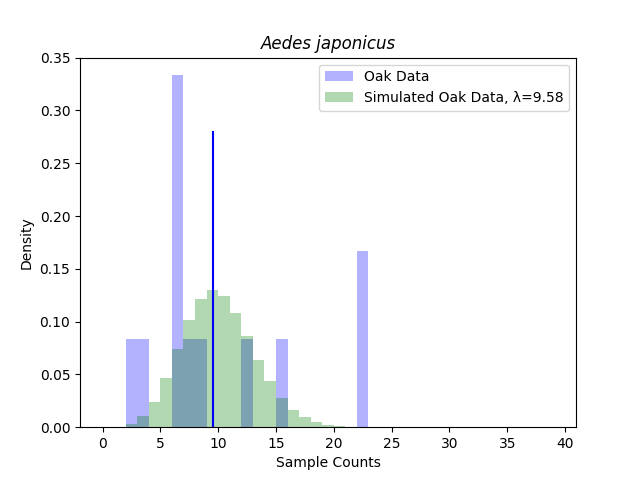 Aedes japonicus
Oak Data
Simulated Oak Data, λ=9.58
Density
0.35
0.30
0.25
0.20
0.15
0.10
0.05
0.00
0 5 10 15 20 25 30 35 40
Sample Counts